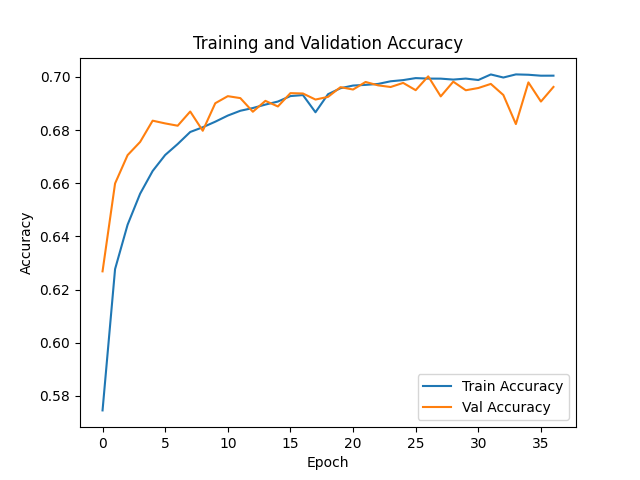 Training and Validation Accuracy
0.70
0.68
0.66
0.64
0.62
0.60
0.58
Accuracy
0 5 10 15 20 25 30 35
Epoch
Train Accuracy
Val Accuracy